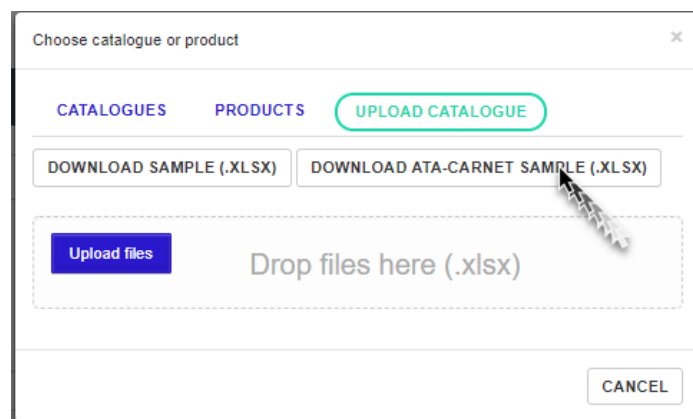 Choose catalogue or product ×
CATALOGUES PRODUCTS UPLOAD CATALOGUE
DOWNLOAD SAMPLE (.XLSX) DOWNLOAD ATA-CARNET SAMPLE (.XLSX)
Upload files Drop files here (.xlsx)
CANCEL